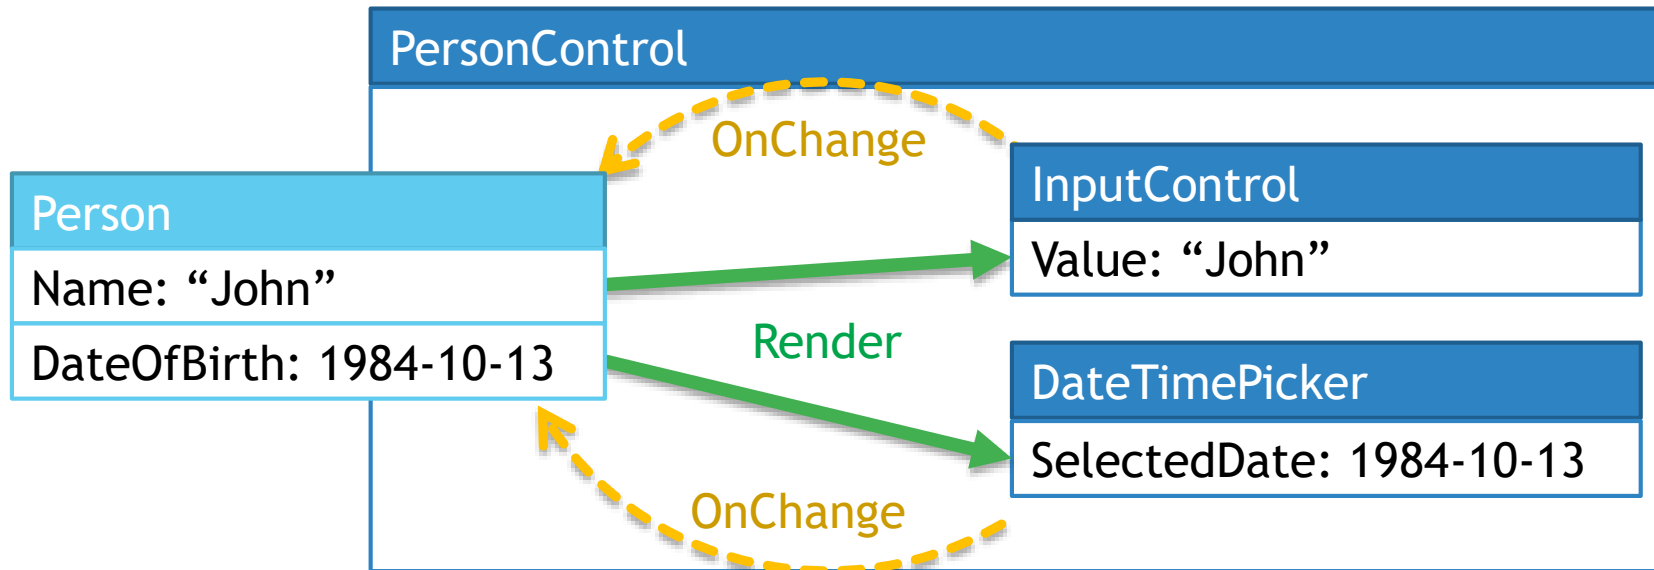 PersonControl
OnChange
Person
Name: “John”
DateOfBirth: 1984-10-13
InputControl
Value: “John”
Render
DateTimePicker
SelectedDate: 1984-10-13
OnChange